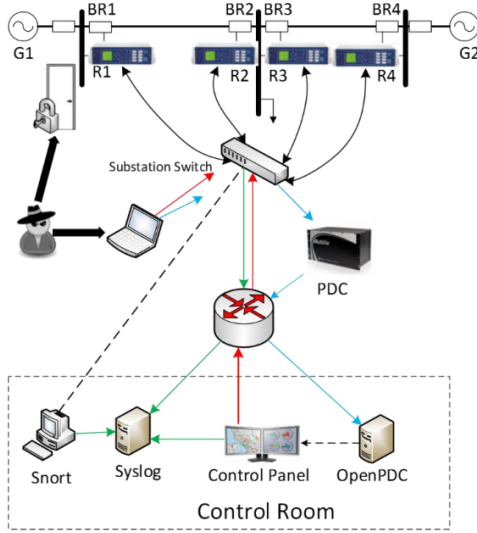 BR1 BR2 BR3 BR4
G1 G2
R1 R2 R3 R4
Substation Switch
PDC
Snort Syslog Control Panel OpenPDC
Control Room